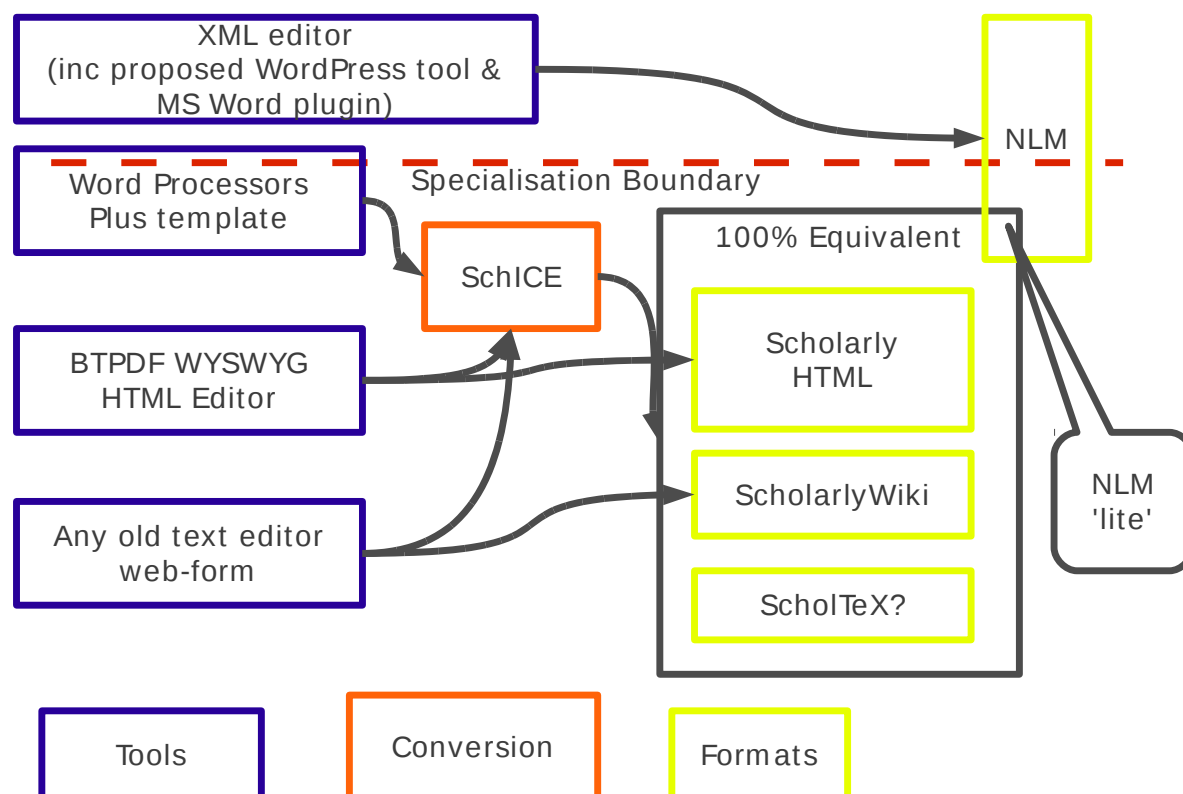 XML editor
(inc proposed WordPress tool &
MS Word plugin)
NLM
Word Processors
Plus template
Specialisation Boundary
100% Equivalent
SchICE
Scholarly
HTML
BTPDF WYSWYG
HTML Editor
ScholarlyWiki
NLM
'lite'
Any old text editor
web-form
ScholTeX?
Tools
Conversion
Formats